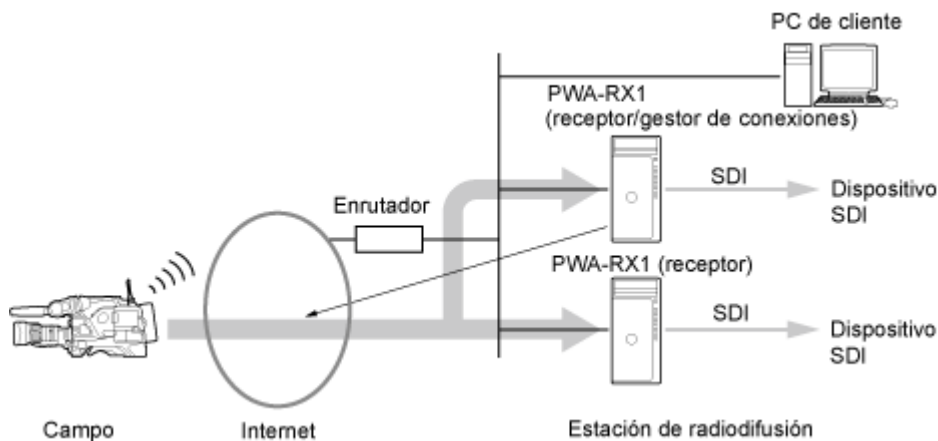 PC de cliente
PWA-RX1
(receptor/gestor de conexiones)
SDI
Dispositivo
SDI
Enrutador
PWA-RX1 (receptor)
SDI
Dispositivo
SDI
Campo
Internet
Estación de radiodifusión